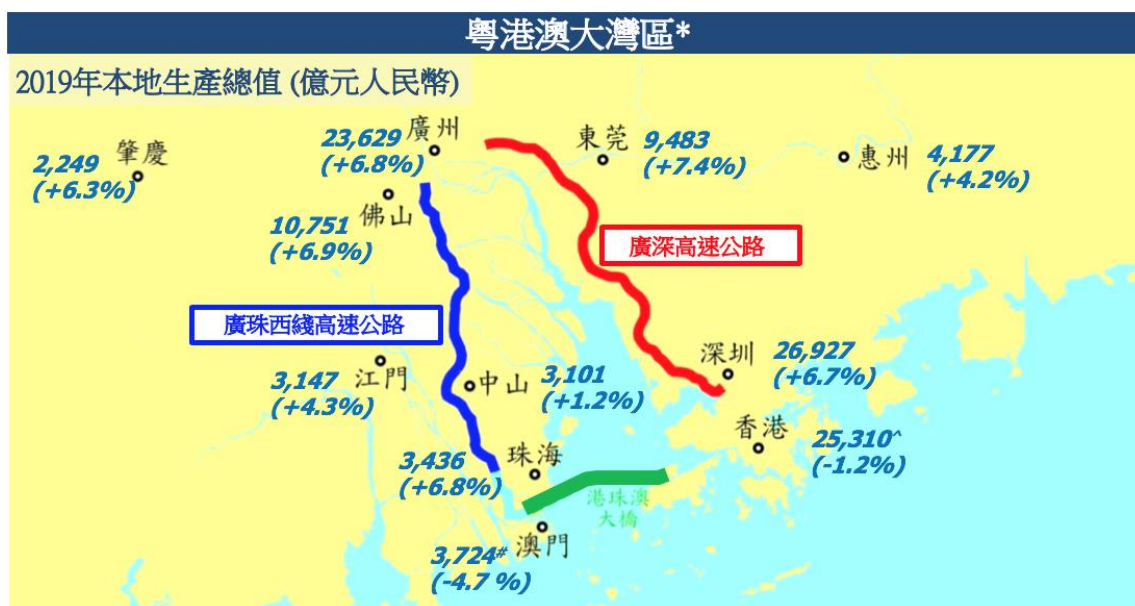 粵港澳大灣區*
2019年本地生產總值 (億元人民幣)
肇慶
2,249
(+6.3%)
廣州
23,629
(+6.8%)
東莞
9,483
(+7.4%)
惠州
4,177
(+4.2%)
佛山
10,751
(+6.9%)
廣深高速公路
廣珠西綫高速公路
江門
3,147
(+4.3%)
中山
3,101
(+1.2%)
深圳
26,927
(+6.7%)
香港
25,310^
(-1.2%)
珠海
3,436
(+6.8%)
港珠澳
大橋
澳門
3,724#
(-4.7 %)